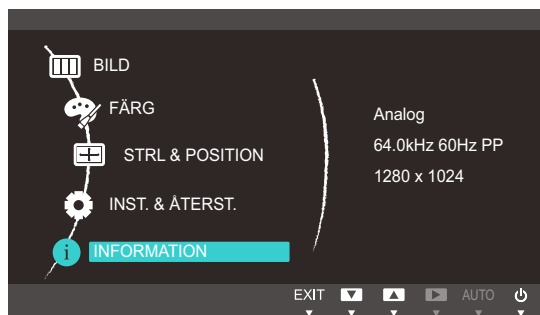 BILD
FÄRG
STRL & POSITION
INST. & ÅTERST.
i INFORMATION
Analog
64.0kHz 60Hz PP
1280 x 1024
EXIT AUTO